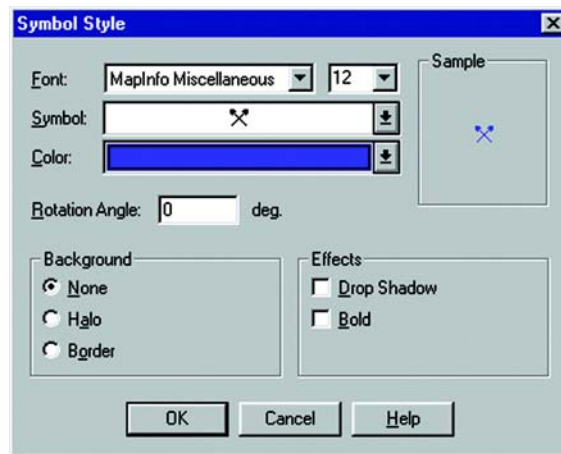 Symbol Style
Font: MapInfo Miscellaneous 12
Sample
Symbol:
Color:
Rotation Angle: 0 deg.
Background
None
Halo
Border
Effects
Drop Shadow
Bold
OK Cancel Help